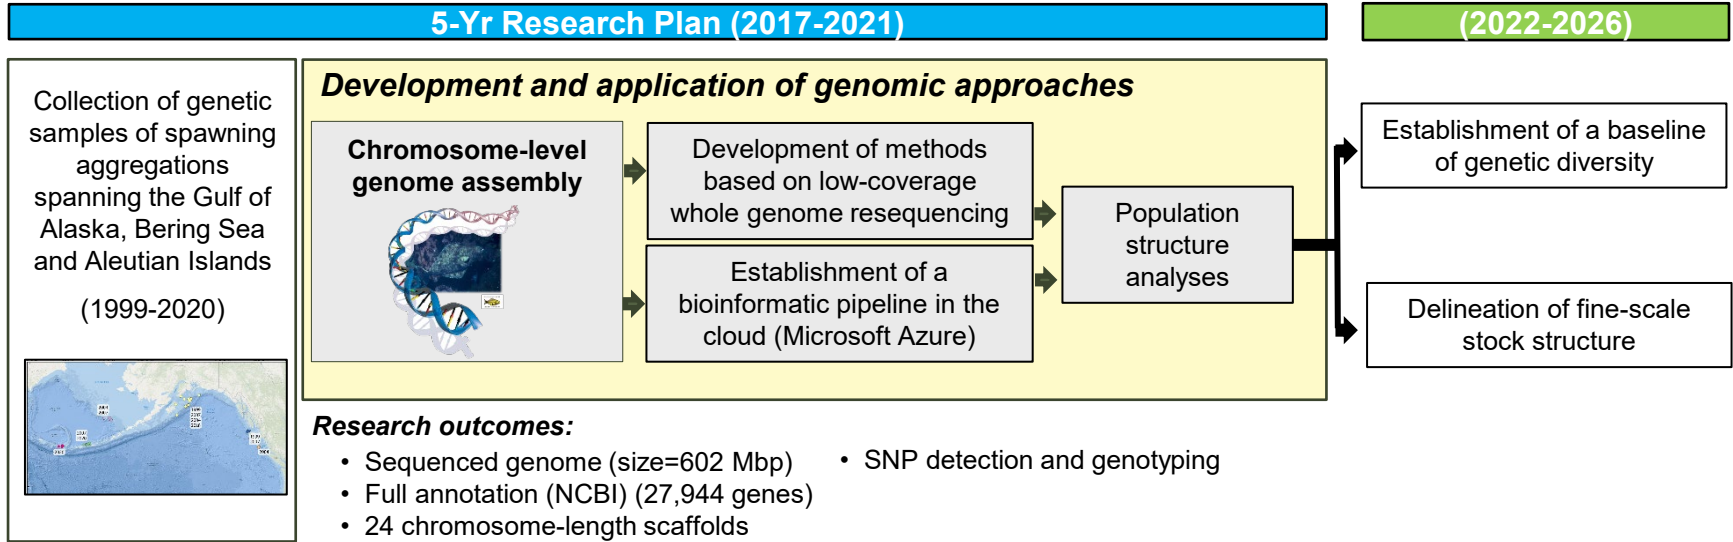 5-Yr Research Plan (2017-2021)
(2022-2026)
Collection of genetic
samples of spawning
aggregations
spanning the Gulf of
Alaska, Bering Sea
and Aleutian Islands
(1999-2020)
Development and application of genomic approaches
Chromosome-level
genome assembly
Development of methods
based on low-coverage
whole genome resequencing
Establishment of a
bioinformatic pipeline in the
cloud (Microsoft Azure)
Population
structure
analyses
Establishment of a baseline
of genetic diversity
Delineation of fine-scale
stock structure
Research outcomes:
• Sequenced genome (size=602 Mbp)
• Full annotation (NCBI) (27,944 genes)
• 24 chromosome-length scaffolds
• SNP detection and genotyping